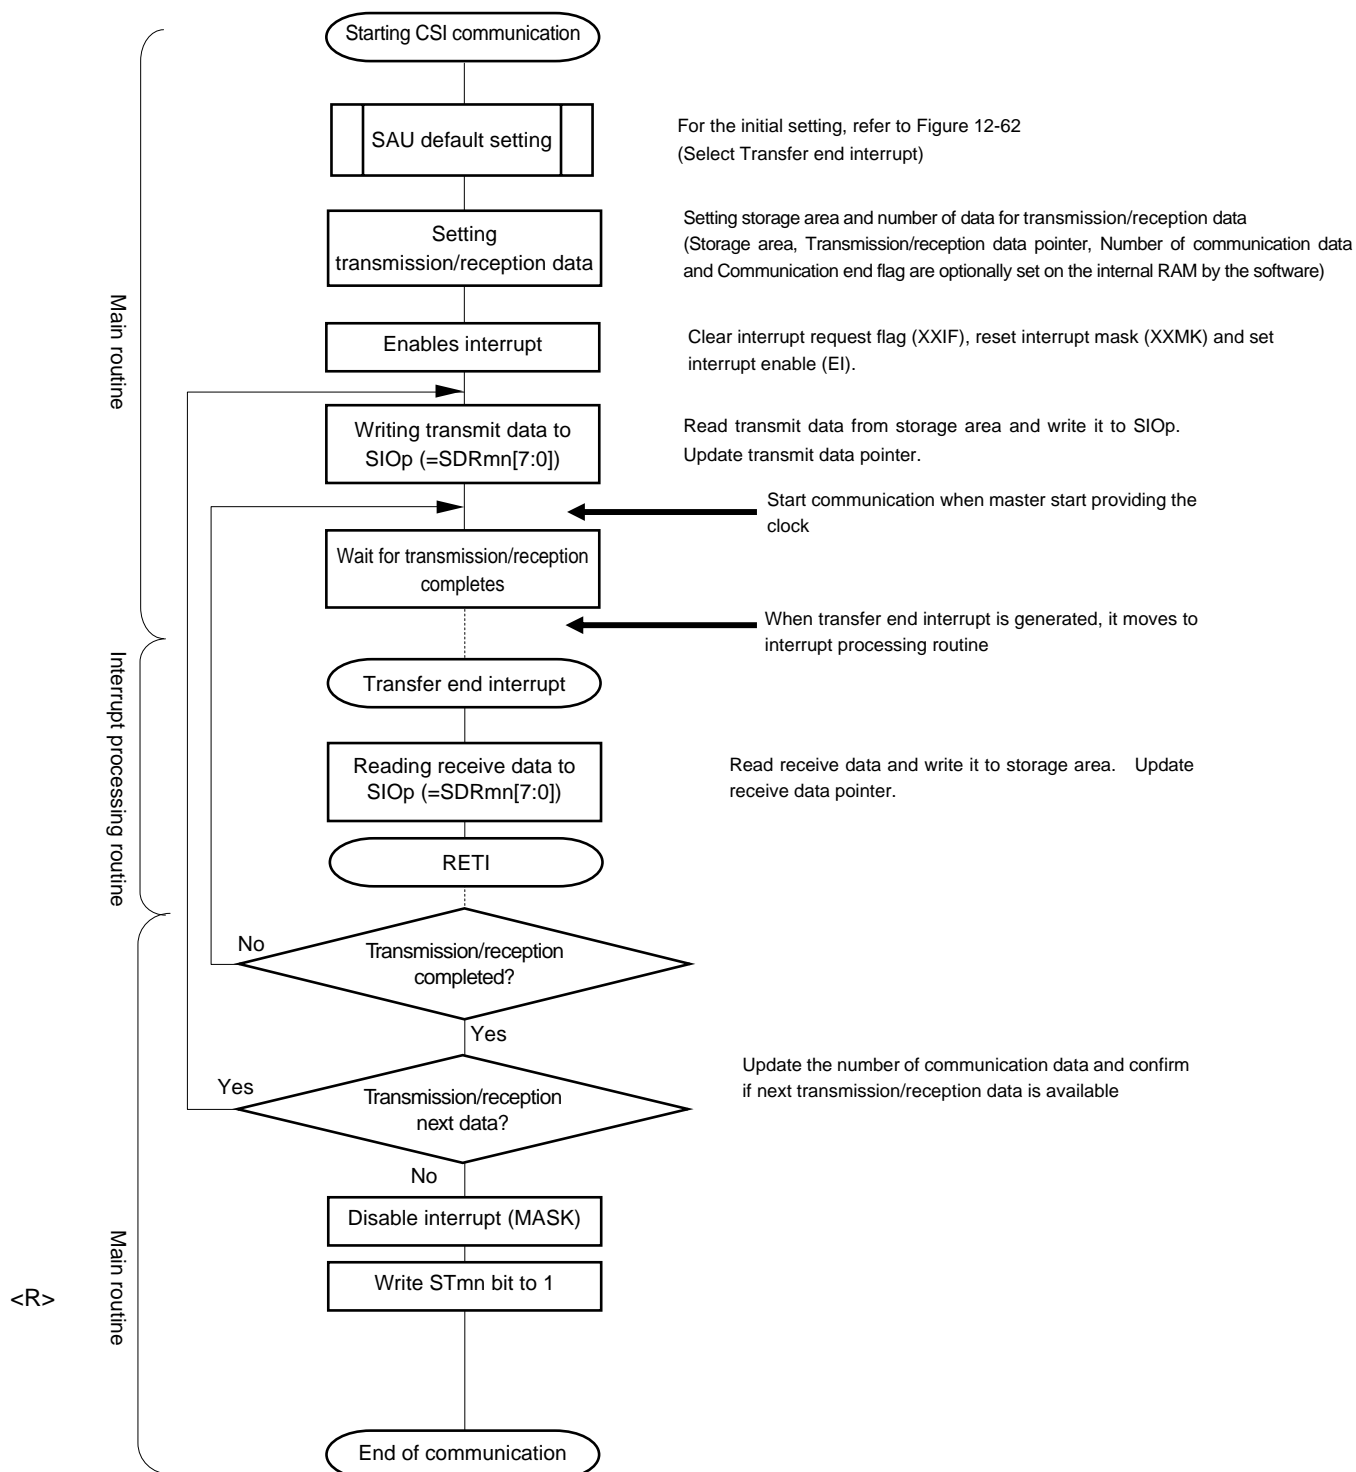 Starting CSI communication
SAU default setting
For the initial setting, refer to Figure 12-62
(Select Transfer end interrupt)
Setting
transmission/reception data
Setting storage area and number of data for transmission/reception data
(Storage area, Transmission/reception data pointer, Number of communication data
and Communication end flag are optionally set on the internal RAM by the software)
Main routine
Enables interrupt
Clear interrupt request flag (XXIF), reset interrupt mask (XXMK) and set
interrupt enable (EI).
Writing transmit data to
SIOp (=SDRmn[7:0])
Read transmit data from storage area and write it to SIOp.
Update transmit data pointer.
Start communication when master start providing the
clock
Wait for transmission/reception
completes
When transfer end interrupt is generated, it moves to
interrupt processing routine
Interrupt processing routine
Transfer end interrupt
Reading receive data to
SIOp (=SDRmn[7:0])
Read receive data and write it to storage area. Update
receive data pointer.
RETI
No
Transmission/reception
completed?
Yes
Yes
Transmission/reception
next data?
Update the number of communication data and confirm
if next transmission/reception data is available
No
Disable interrupt (MASK)
Main routine
Write STmn bit to 1
<R>
End of communication